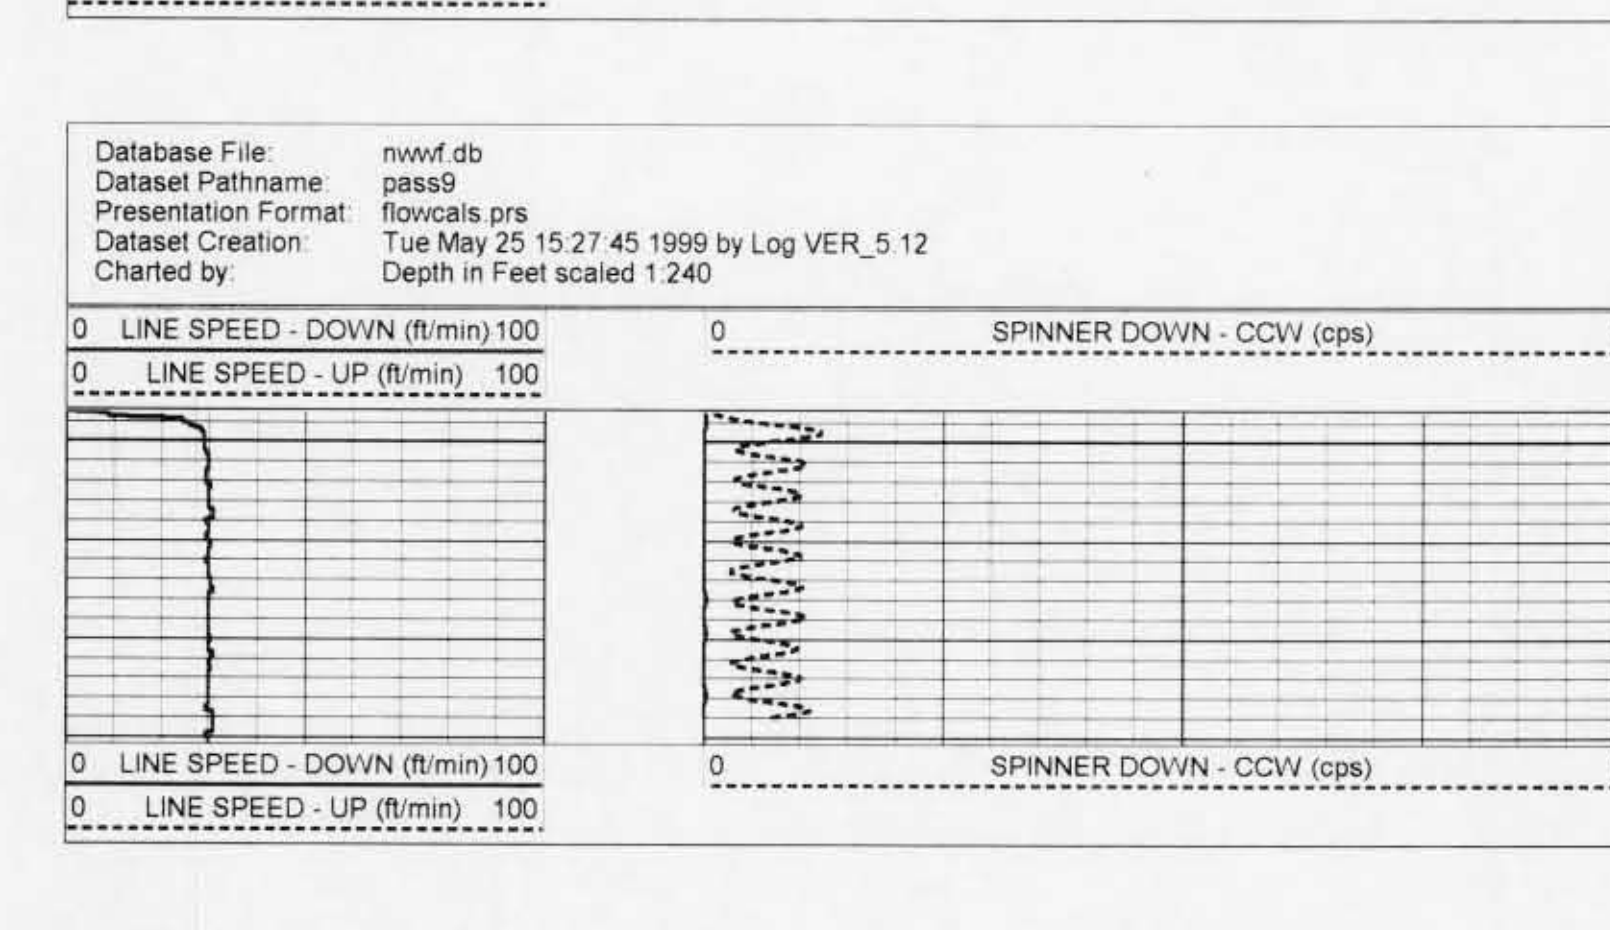 Database File: nwwf.db
Dataset Pathname: pass9
Presentation Format: flowcals.prs
Dataset Creation: Tue May 25 15:27:45 1999 by Log VER_5.12
Charted by: Depth in Feet scaled 1:240
0 LINE SPEED - DOWN (ft/min) 100 0 SPINNER DOWN - CCW (cps)
0 LINE SPEED - UP (ft/min) 100
0 LINE SPEED - DOWN (ft/min) 100 0 SPINNER DOWN - CCW (cps)
0 LINE SPEED - UP (ft/min) 100